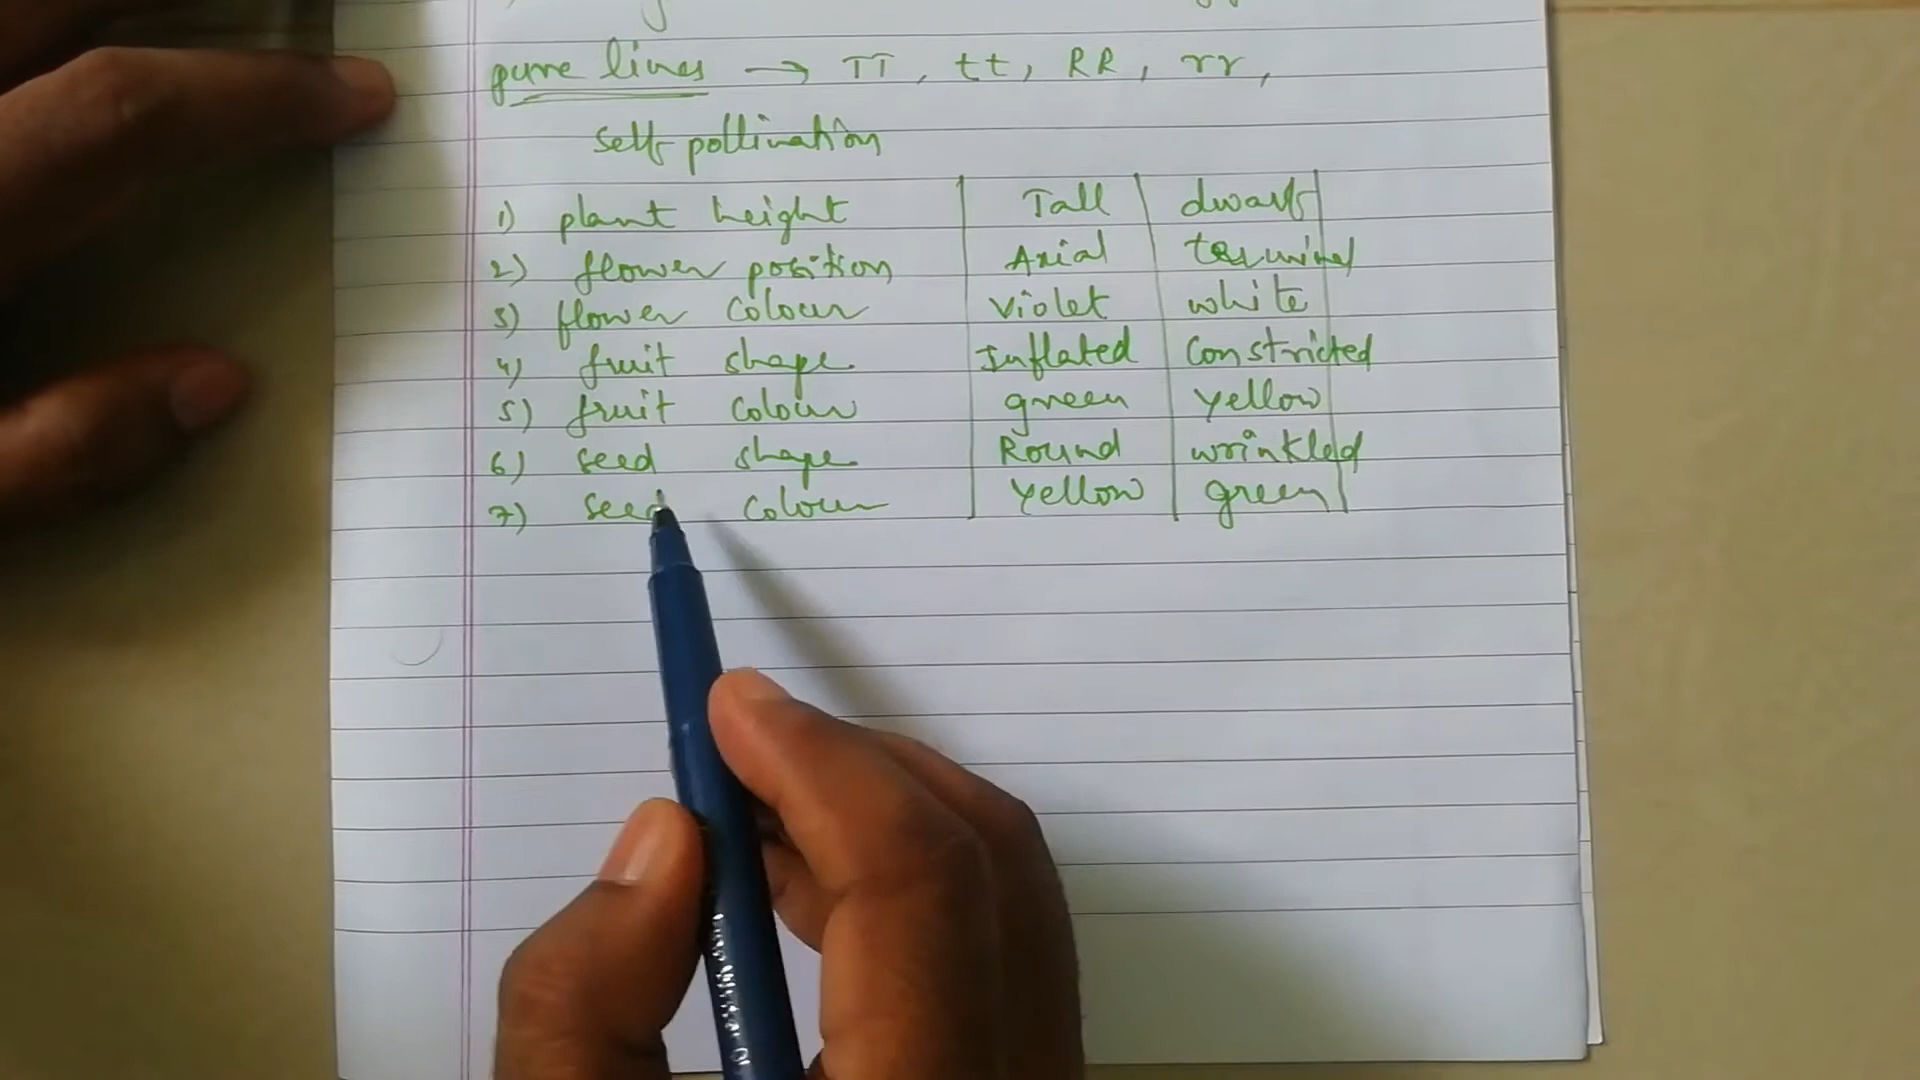 pure lines → TT, tt, RR, rr,
self pollination
1) plant height Tall dwarf
2) flower position Axial terminal
3) flower colour violet white
4) fruit shape Inflated Constricted
5) fruit colour green yellow
6) seed shape Round wrinkled
7) seed colour yellow green